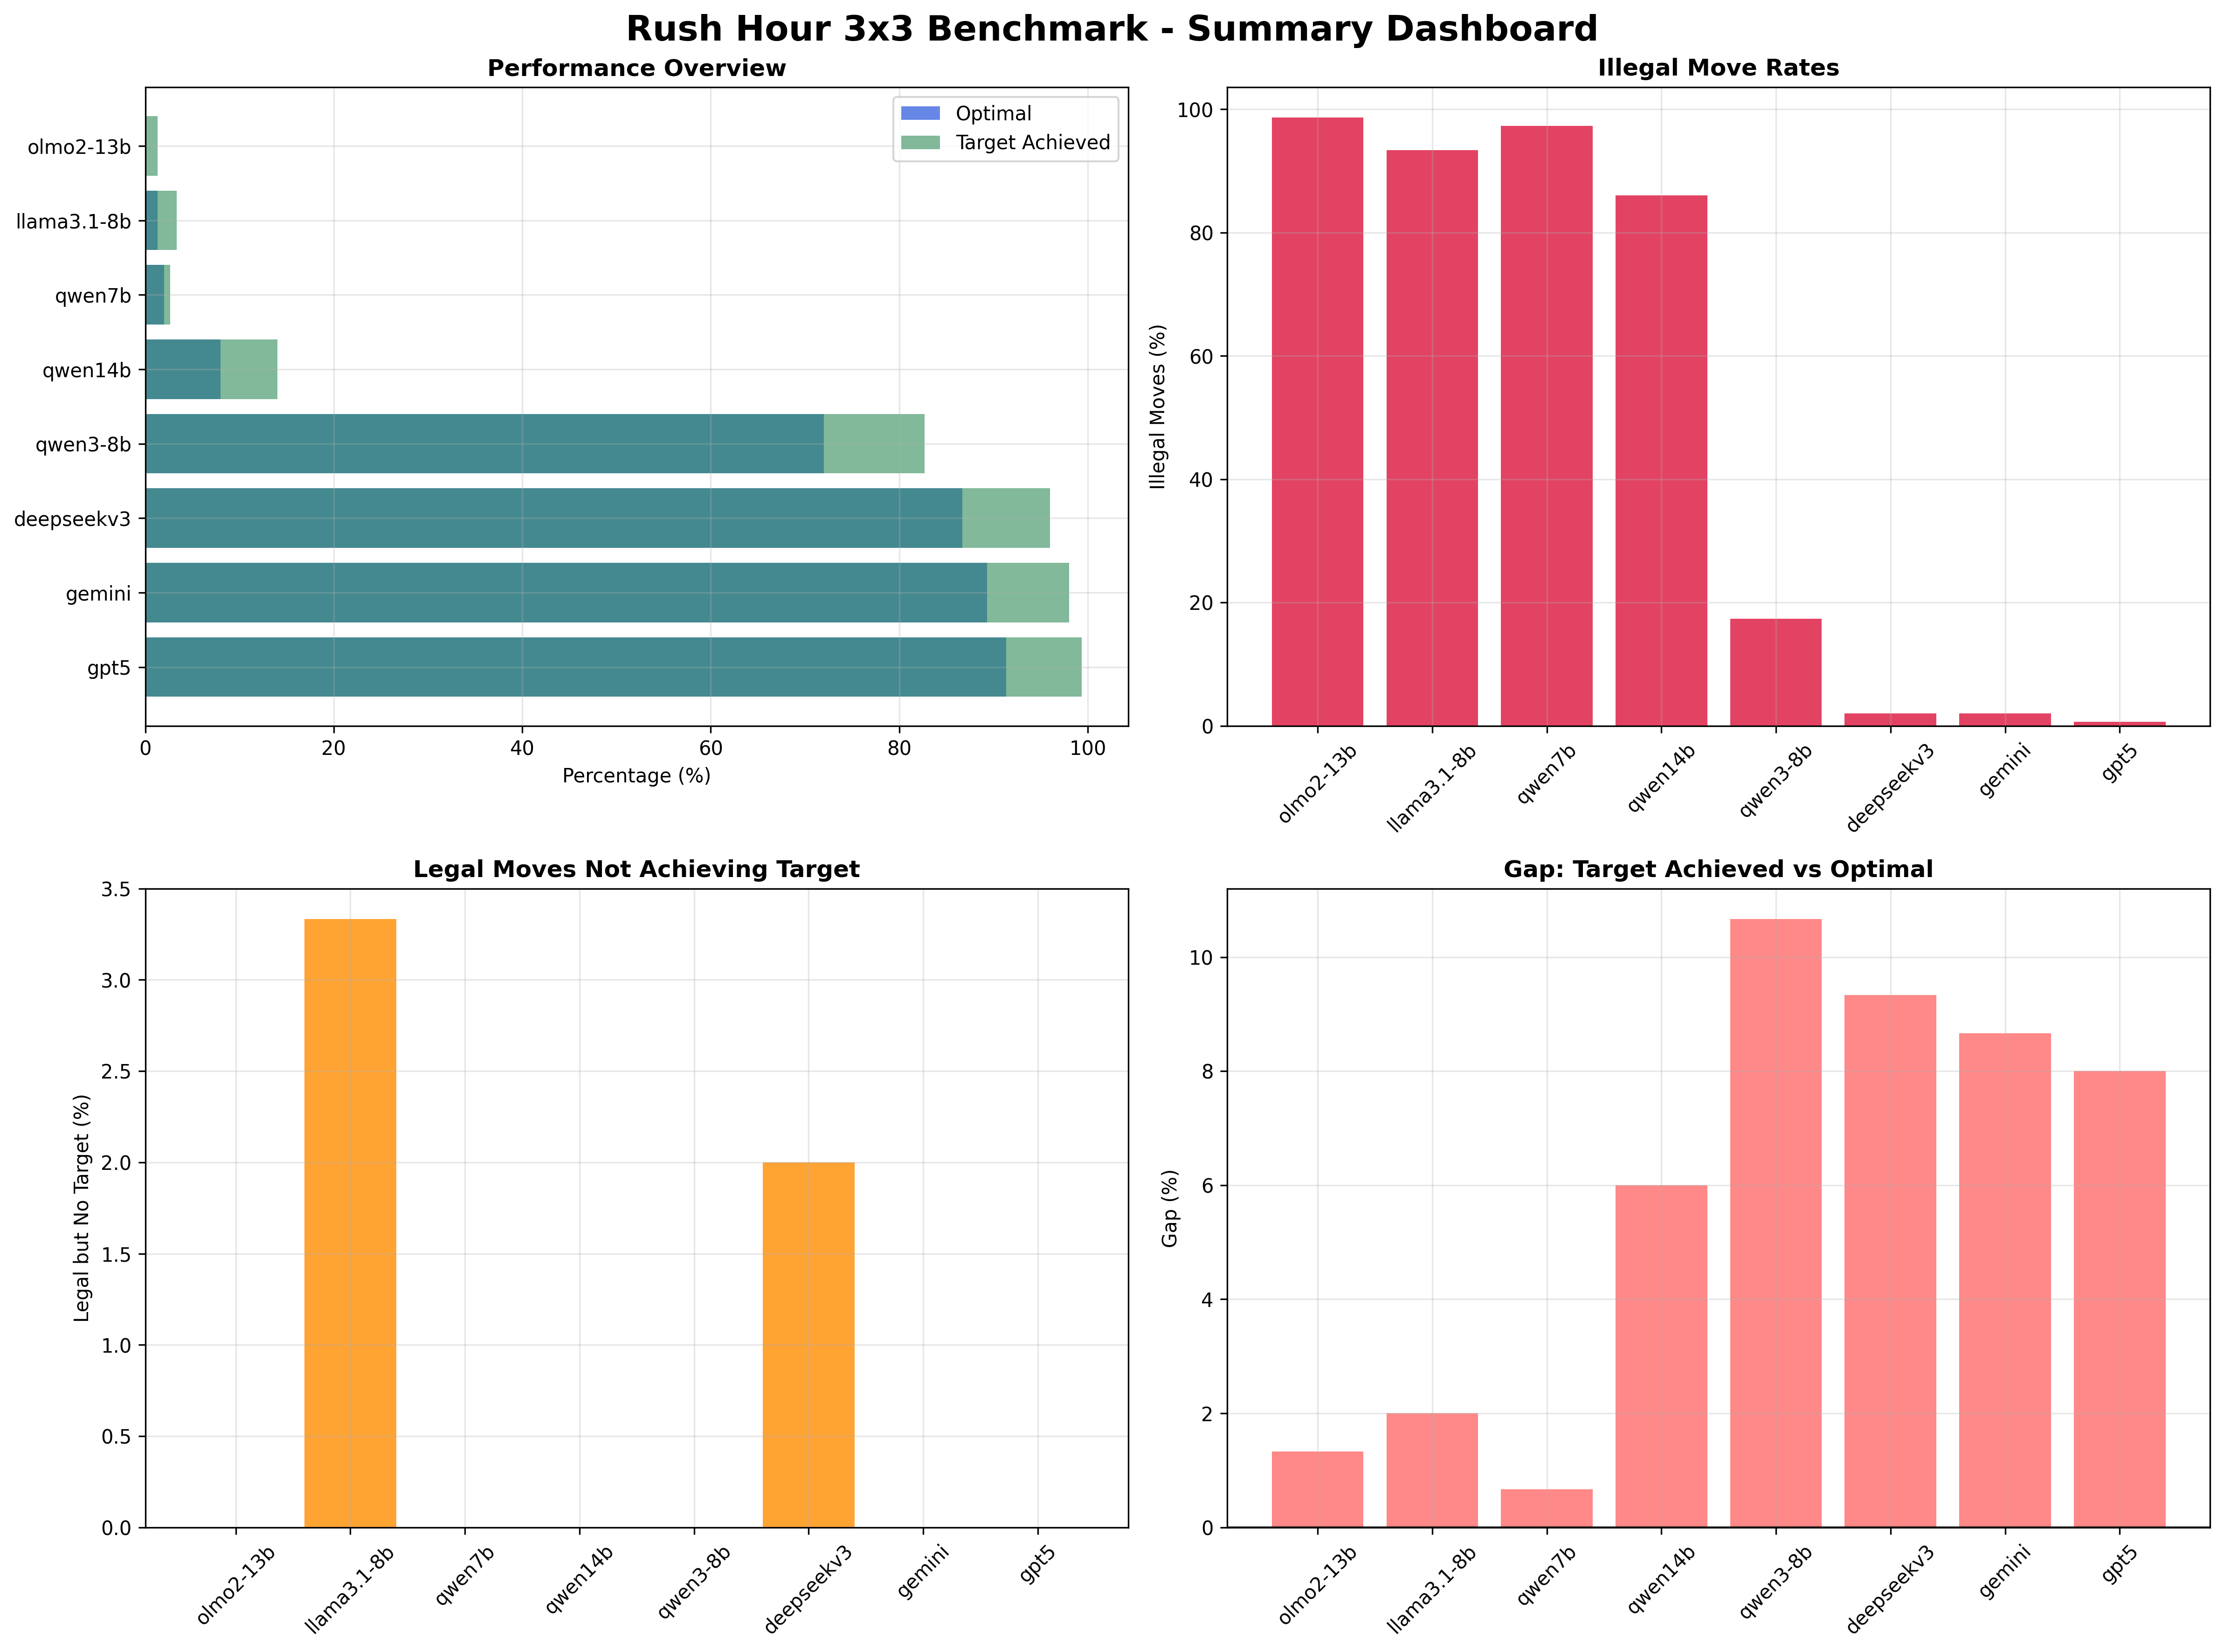 Rush Hour 3x3 Benchmark - Summary Dashboard
Performance Overview
Optimal
Target Achieved
olmo2-13b
llama3.1-8b
qwen7b
qwen14b
qwen3-8b
deepseekv3
gemini
gpt5
0 20 40 60 80 100
Percentage (%)
Illegal Move Rates
Illegal Moves (%)
100
80
60
40
20
0
olmo2-13b llama3.1-8b qwen7b qwen14b qwen3-8b deepseekv3 gemini gpt5
Legal Moves Not Achieving Target
Legal but No Target (%)
3.5
3.0
2.5
2.0
1.5
1.0
0.5
0.0
olmo2-13b llama3.1-8b qwen7b qwen14b qwen3-8b deepseekv3 gemini gpt5
Gap: Target Achieved vs Optimal
Gap (%)
10
8
6
4
2
0
olmo2-13b llama3.1-8b qwen7b qwen14b qwen3-8b deepseekv3 gemini gpt5